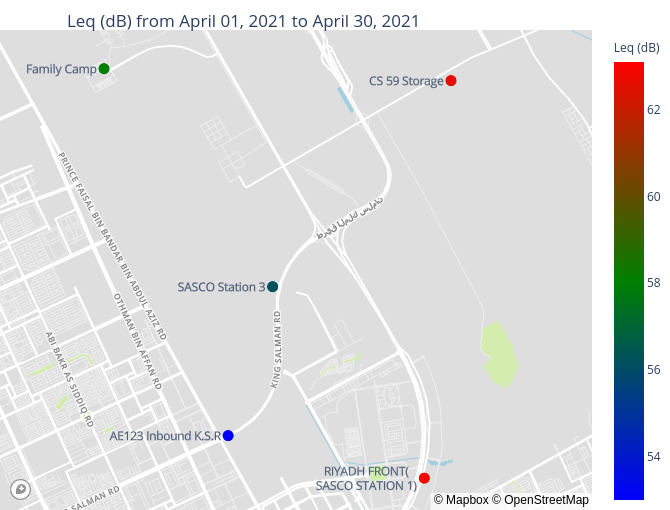 Leq (dB) from April 01, 2021 to April 30, 2021
Leq (dB)
Family Camp
CS 59 Storage
62
60
58
56
54
PRINCE FAISAL BIN BANDAR BIN ABDUL AZIZ RD
طريق الملك سلمان
SASCO Station 3
OTHMAN BIN AFFAN RD
KING SALMAN RD
ABI BAKR AS SIDDIQ RD
AE123 Inbound K.S.R
RIYADH FRONT(
SASCO STATION 1)
SALMAN RD
© Mapbox © OpenStreetMap